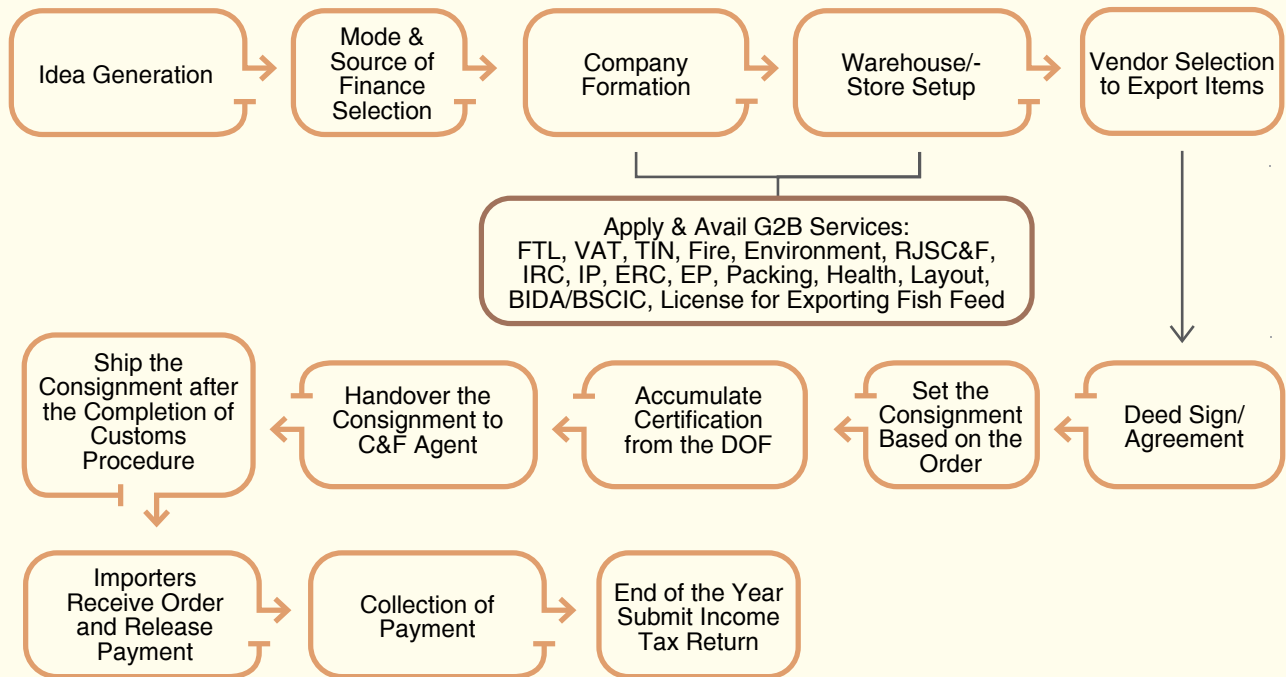 Idea Generation
Mode &
Source of
Finance
Selection
Company
Formation
Warehouse/-
Store Setup
Vendor Selection
to Export Items
Apply & Avail G2B Services:
FTL, VAT, TIN, Fire, Environment, RJSC&F,
IRC, IP, ERC, EP, Packing, Health, Layout,
BIDA/BSCIC, License for Exporting Fish Feed
Deed Sign/
Agreement
Set the
Consignment
Based on the
Order
Accumulate
Certification
from the DOF
Handover the
Consignment to
C&F Agent
Ship the
Consignment after
the Completion of
Customs
Procedure
Importers
Receive Order
and Release
Payment
Collection of
Payment
End of the Year
Submit Income
Tax Return